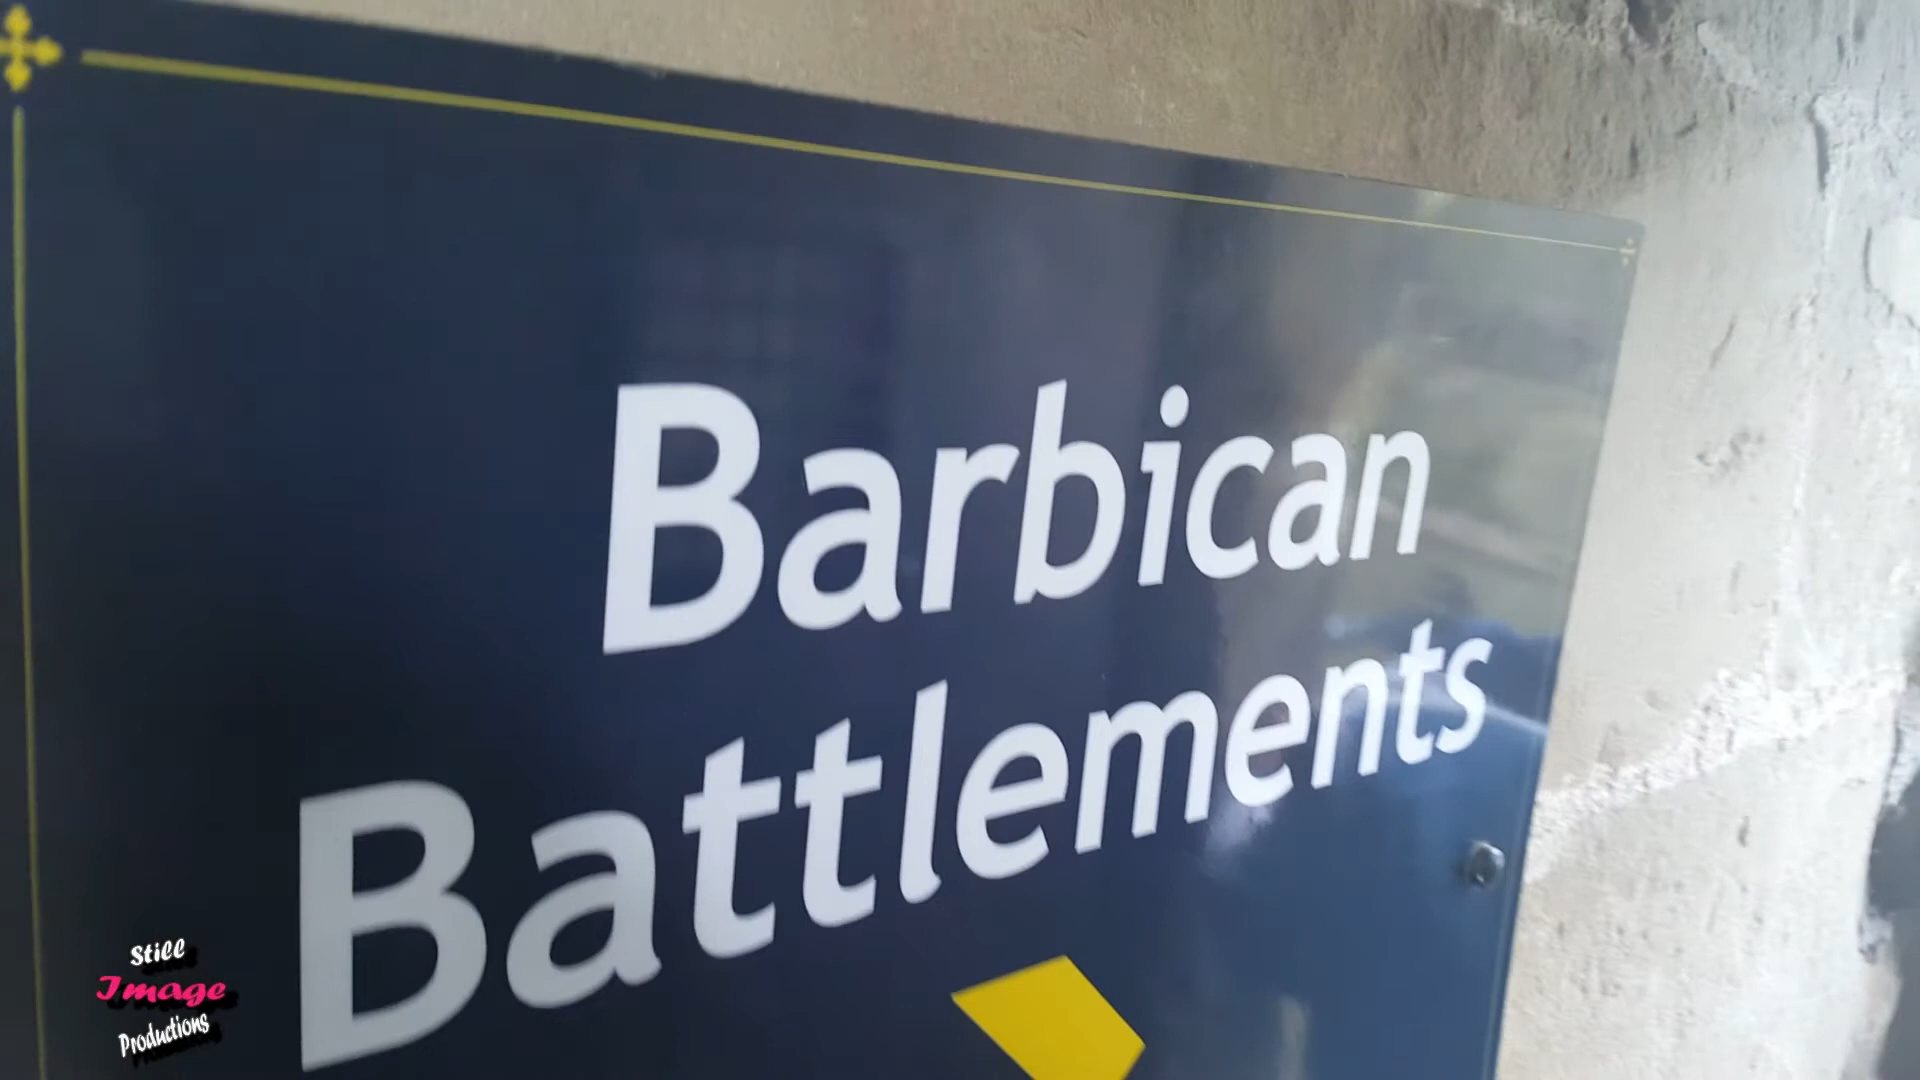 Barbican
Battlements
Still
Image
Productions